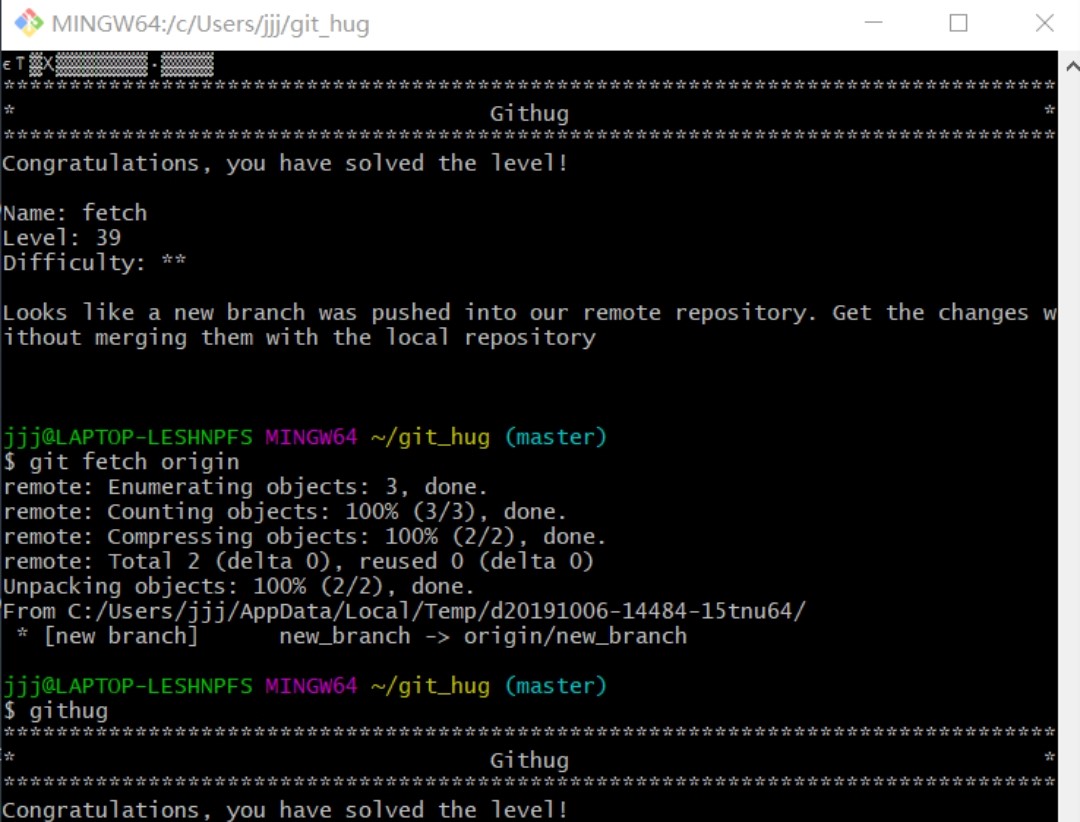 MINGW64:/c/Users/jjj/git_hug
********************************************************************************
* Githug *
********************************************************************************
Congratulations, you have solved the level!
Name: fetch
Level: 39
Difficulty: **
Looks like a new branch was pushed into our remote repository. Get the changes w
ithout merging them with the local repository
jjj@LAPTOP-LESHNPFS MINGW64 ~/git_hug (master)
$ git fetch origin
remote: Enumerating objects: 3, done.
remote: Counting objects: 100% (3/3), done.
remote: Compressing objects: 100% (2/2), done.
remote: Total 2 (delta 0), reused 0 (delta 0)
Unpacking objects: 100% (2/2), done.
From C:/Users/jjj/AppData/Local/Temp/d20191006-14484-15tnu64/
 * [new branch]      new_branch -> origin/new_branch
jjj@LAPTOP-LESHNPFS MINGW64 ~/git_hug (master)
$ githug
********************************************************************************
* Githug *
********************************************************************************
Congratulations, you have solved the level!